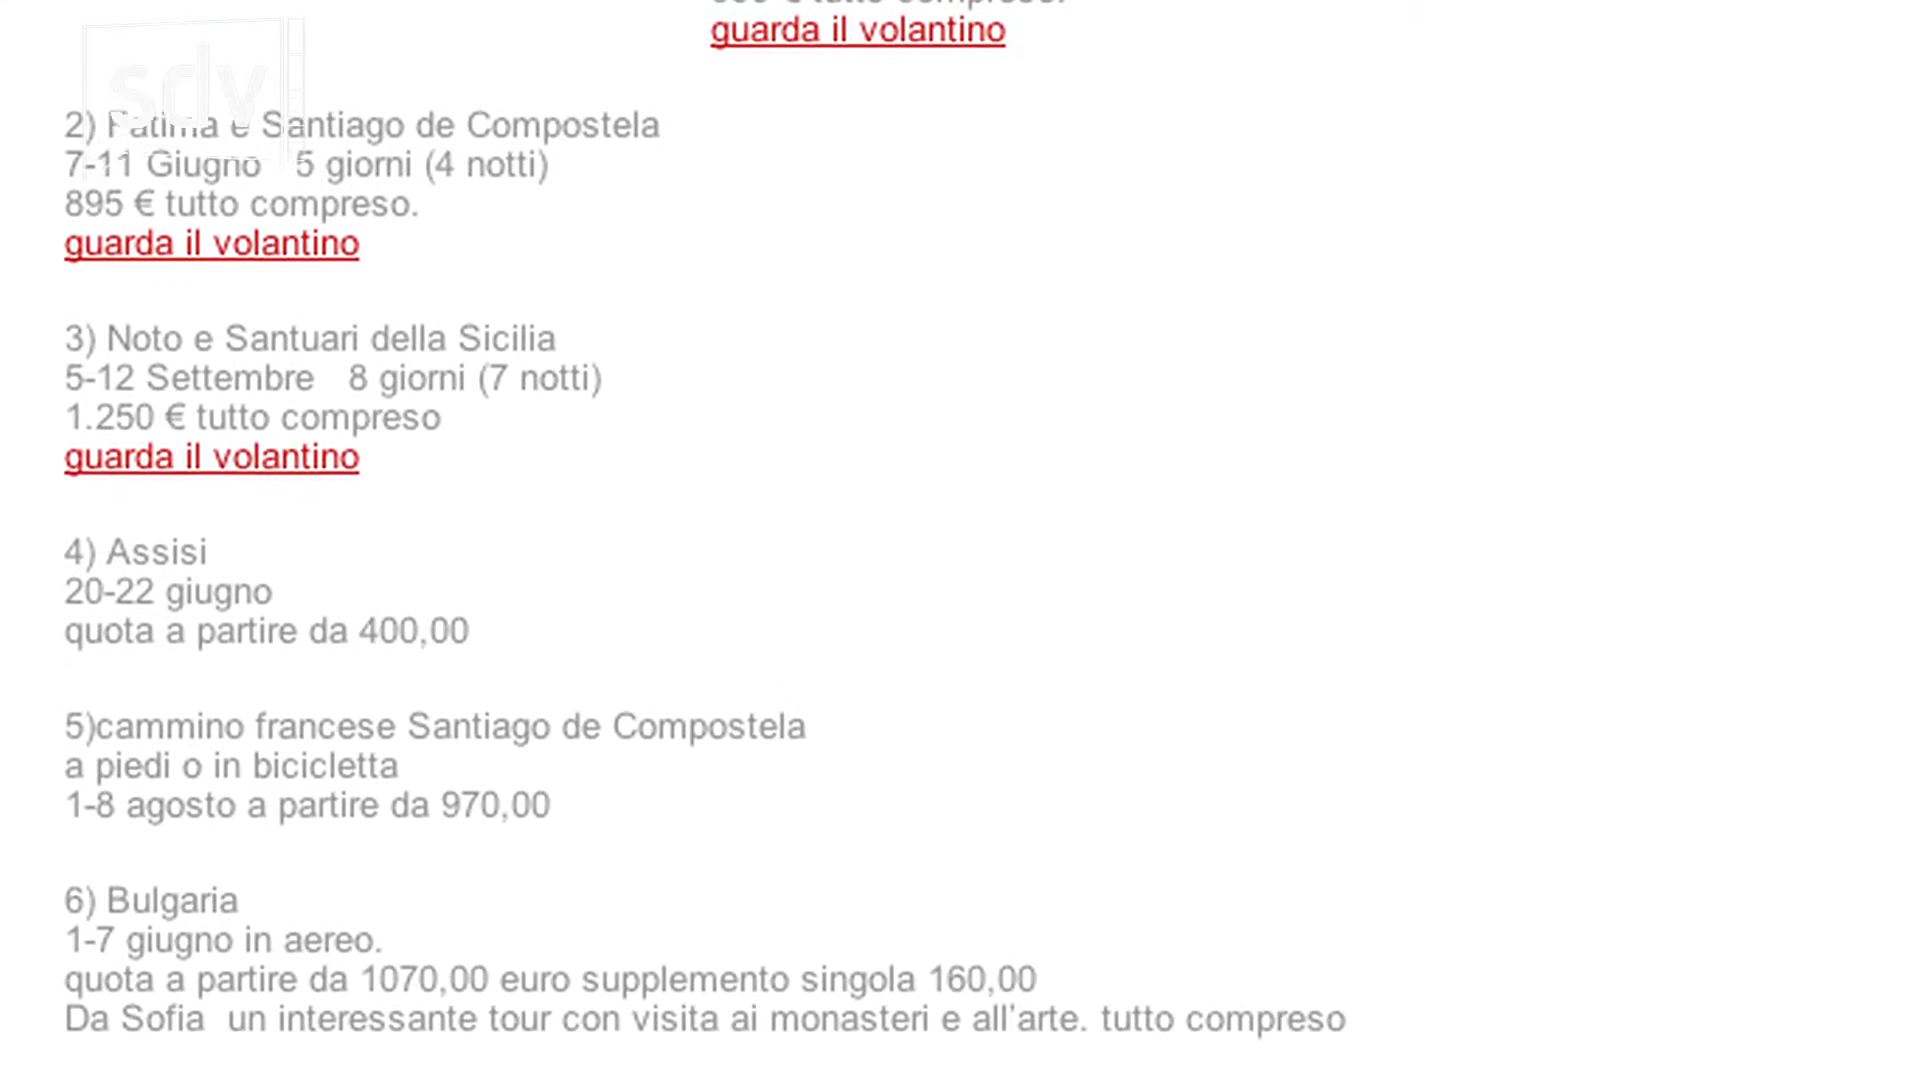 guarda il volantino
sdv
2) Fatima e Santiago de Compostela
7-11 Giugno   5 giorni (4 notti)
895 € tutto compreso.
guarda il volantino
3) Noto e Santuari della Sicilia
5-12 Settembre   8 giorni (7 notti)
1.250 € tutto compreso
guarda il volantino
4) Assisi
20-22 giugno
quota a partire da 400,00
5)cammino francese Santiago de Compostela
a piedi o in bicicletta
1-8 agosto a partire da 970,00
6) Bulgaria
1-7 giugno in aereo.
quota a partire da 1070,00 euro supplemento singola 160,00
Da Sofia  un interessante tour con visita ai monasteri e all'arte. tutto compreso